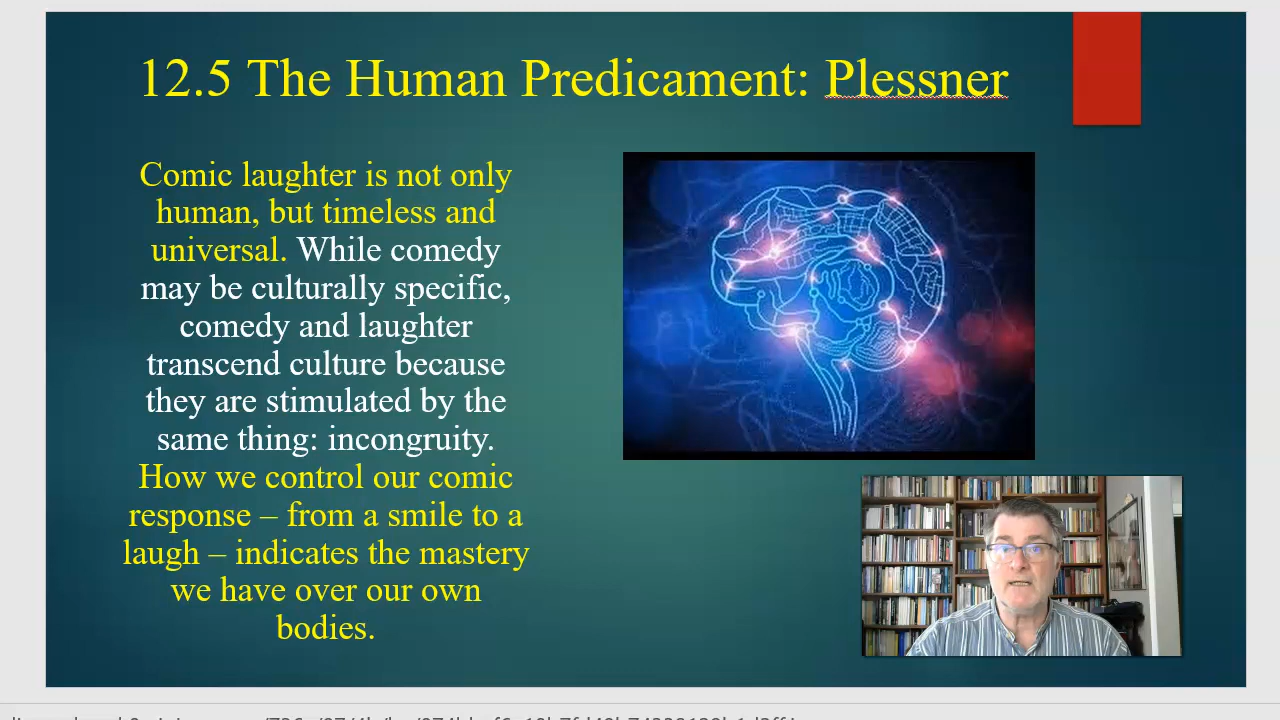 12.5 The Human Predicament: Plessner
Comic laughter is not only
human, but timeless and
universal. While comedy
may be culturally specific,
comedy and laughter
transcend culture because
they are stimulated by the
same thing: incongruity.
How we control our comic
response – from a smile to a
laugh – indicates the mastery
we have over our own
bodies.